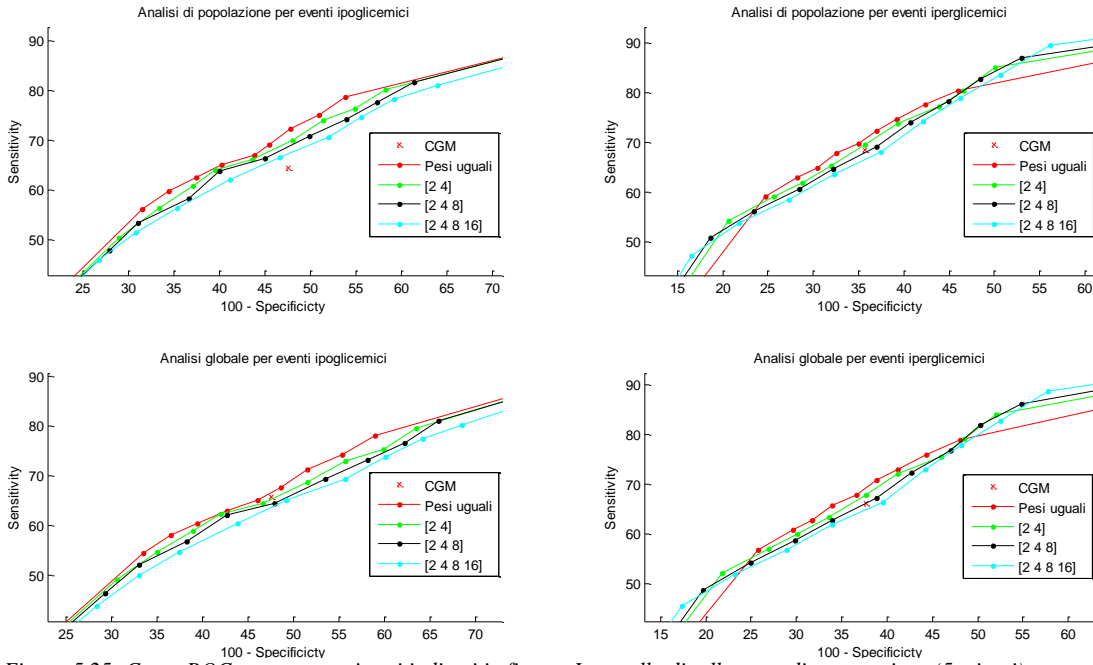 Analisi di popolazione per eventi ipoglicemici
90
80
70
60
50
Sensitivity
25 30 35 40 45 50 55 60 65 70
100 - Specificicty
CGM
Pesi uguali
[2 4]
[2 4 8]
[2 4 8 16]
Analisi di popolazione per eventi iperglicemici
90
80
70
60
50
Sensitivity
15 20 25 30 35 40 45 50 55 60
100 - Specificicty
CGM
Pesi uguali
[2 4]
[2 4 8]
[2 4 8 16]
Analisi globale per eventi ipoglicemici
90
80
70
60
50
Sensitivity
25 30 35 40 45 50 55 60 65 70
100 - Specificicty
CGM
Pesi uguali
[2 4]
[2 4 8]
[2 4 8 16]
Analisi globale per eventi iperglicemici
90
80
70
60
50
Sensitivity
15 20 25 30 35 40 45 50 55 60
100 - Specificicty
CGM
Pesi uguali
[2 4]
[2 4 8]
[2 4 8 16]